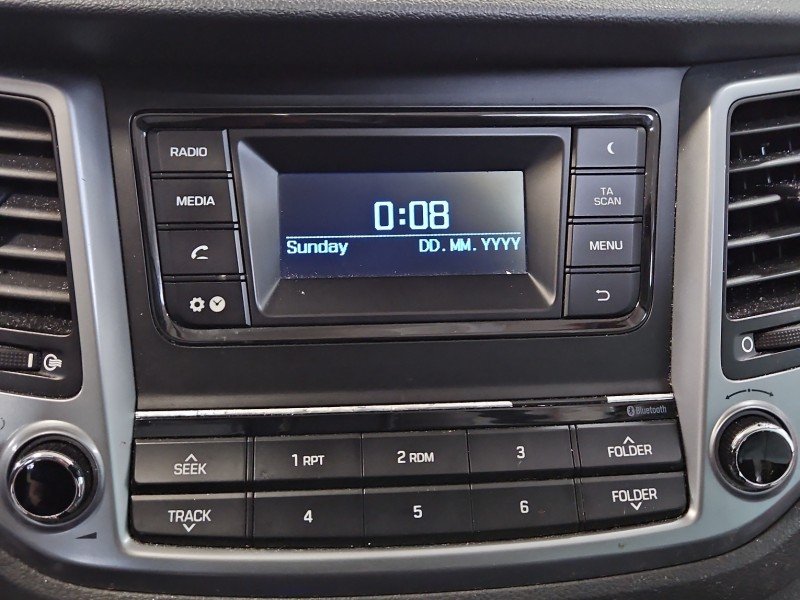 RADIO
MEDIA
0:08
Sunday DD.MM.YYYY
TA
SCAN
MENU
Bluetooth
SEEK
1 RPT
2 RDM
3
FOLDER
TRACK
4
5
6
FOLDER